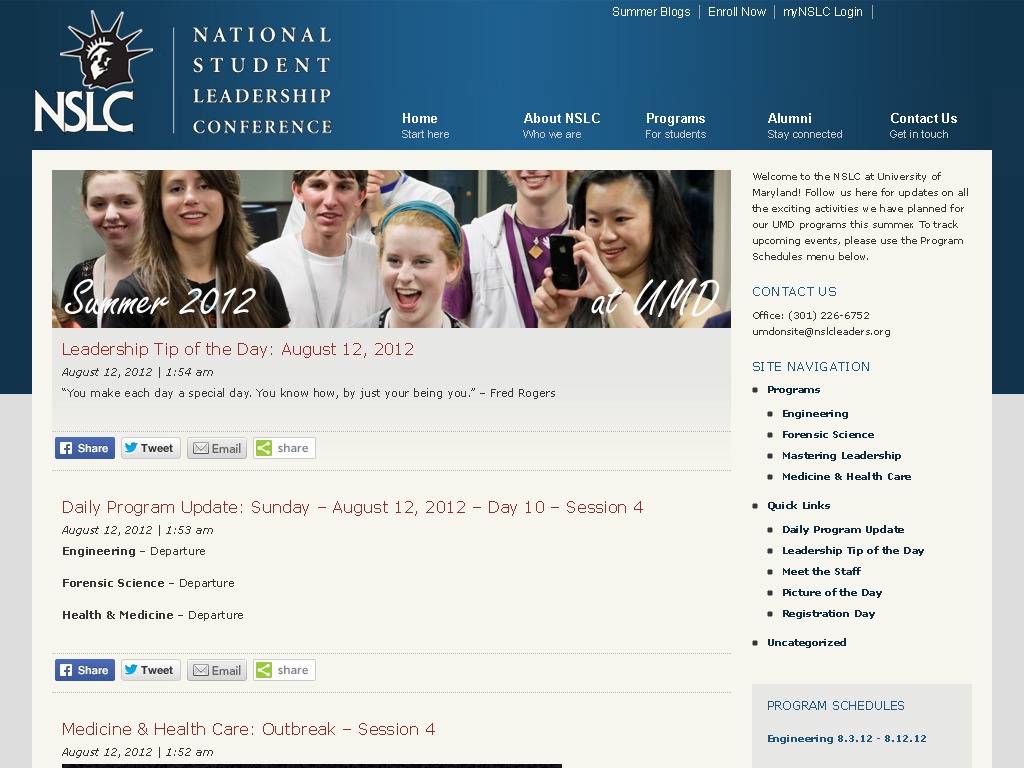 Summer Blogs | Enroll Now | myNSLC Login |
NSLC
NATIONAL
STUDENT
LEADERSHIP
CONFERENCE
Home
Start here
About NSLC
Who we are
Programs
For students
Alumni
Stay connected
Contact Us
Get in touch
Summer 2012 at UMD
Leadership Tip of the Day: August 12, 2012
August 12, 2012 | 1:54 am
“You make each day a special day. You know how, by just your being you.” – Fred Rogers
Share Tweet Email share
Daily Program Update: Sunday – August 12, 2012 – Day 10 – Session 4
August 12, 2012 | 1:53 am
Engineering – Departure
Forensic Science – Departure
Health & Medicine – Departure
Share Tweet Email share
Medicine & Health Care: Outbreak – Session 4
August 12, 2012 | 1:52 am
Welcome to the NSLC at University of
Maryland! Follow us here for updates on all
the exciting activities we have planned for
our UMD programs this summer. To track
upcoming events, please use the Program
Schedules menu below.
CONTACT US
Office: (301) 226-6752
umdonsite@nslcleaders.org
SITE NAVIGATION
Programs
Engineering
Forensic Science
Mastering Leadership
Medicine & Health Care
Quick Links
Daily Program Update
Leadership Tip of the Day
Meet the Staff
Picture of the Day
Registration Day
Uncategorized
PROGRAM SCHEDULES
Engineering 8.3.12 - 8.12.12